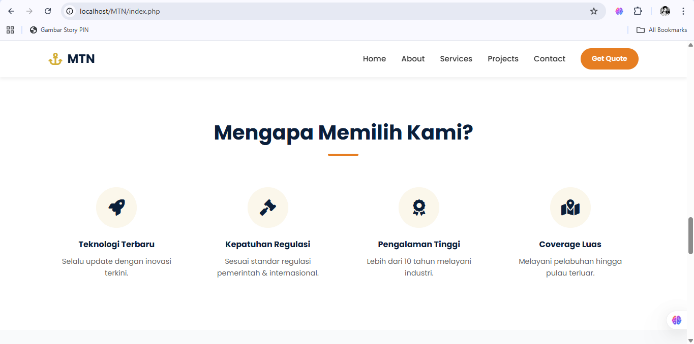 localhost/MTN/index.php
Gambar Story PIN
All Bookmarks
MTN
Home About Services Projects Contact Get Quote
Mengapa Memilih Kami?
Teknologi Terbaru Kepatuhan Regulasi Pengalaman Tinggi Coverage Luas
Selalu update dengan inovasi
terkini.
Sesuai standar regulasi
pemerintah & internasional.
Lebih dari 10 tahun melayani
industri.
Melayani pelabuhan hingga
pulau terluar.